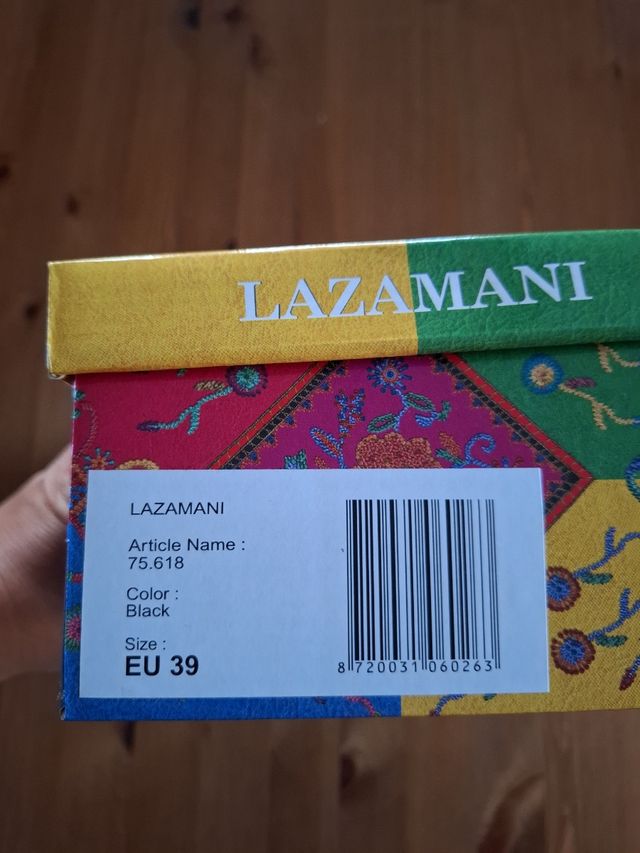 LAZAMANI
LAZAMANI
Article Name :
75.618
Color :
Black
Size :
EU 39
8 720031 060263